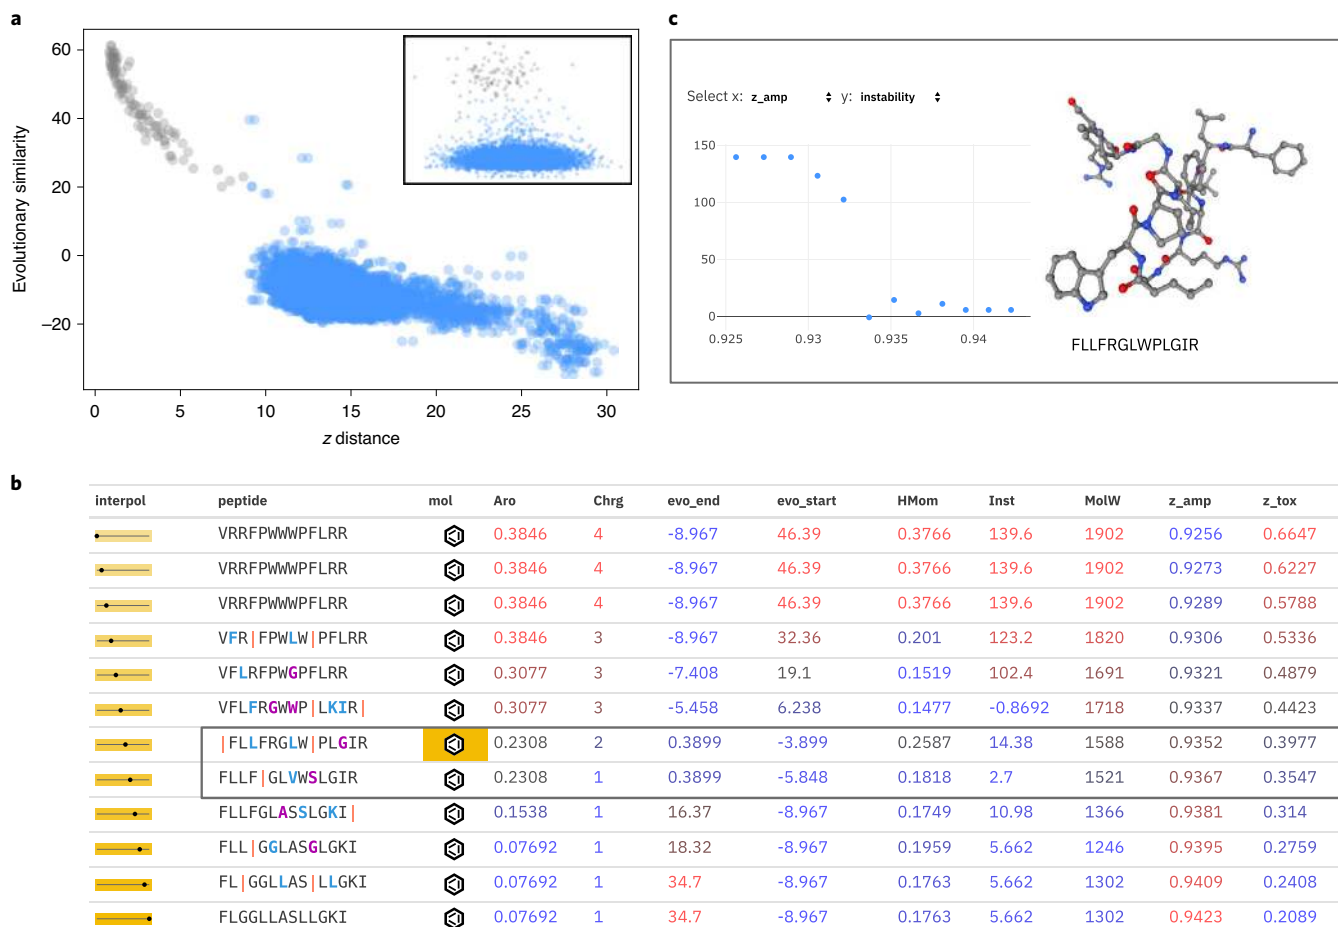 a
60
40
20
0
–20
Evolutionary similarity
0 5 10 15 20 25 30
z distance
c
Select x: z_amp y: instability
150
100
50
0
0.925 0.93 0.935 0.94
FLLFRGLWPLGIR
b
interpol peptide mol Aro Chrg evo_end evo_start HMom Inst MolW z_amp z_tox
VRRFPWWWPFLRR 0.3846 4 -8.967 46.39 0.3766 139.6 1902 0.9256 0.6647
VRRFPWWWPFLRR 0.3846 4 -8.967 46.39 0.3766 139.6 1902 0.9273 0.6227
VRRFPWWWPFLRR 0.3846 4 -8.967 46.39 0.3766 139.6 1902 0.9289 0.5788
VFR|FPWLW|PFLRR 0.3846 3 -8.967 32.36 0.201 123.2 1820 0.9306 0.5336
VFLRFPWGPFLRR 0.3077 3 -7.408 19.1 0.1519 102.4 1691 0.9321 0.4879
VFLFRGWWP|LKIR| 0.3077 3 -5.458 6.238 0.1477 -0.8692 1718 0.9337 0.4423
|FLLFRGLW|PLGIR 0.2308 2 0.3899 -3.899 0.2587 14.38 1588 0.9352 0.3977
FLLF|GLVWSLGIR 0.2308 1 0.3899 -5.848 0.1818 2.7 1521 0.9367 0.3547
FLLFGLASSLGKI| 0.1538 1 16.37 -8.967 0.1749 10.98 1366 0.9381 0.314
FLL|GGLASGLGKI 0.07692 1 18.32 -8.967 0.1959 5.662 1246 0.9395 0.2759
FL|GGLLAS|LLGKI 0.07692 1 34.7 -8.967 0.1763 5.662 1302 0.9409 0.2408
FLGGLLASLLGKI 0.07692 1 34.7 -8.967 0.1763 5.662 1302 0.9423 0.2089